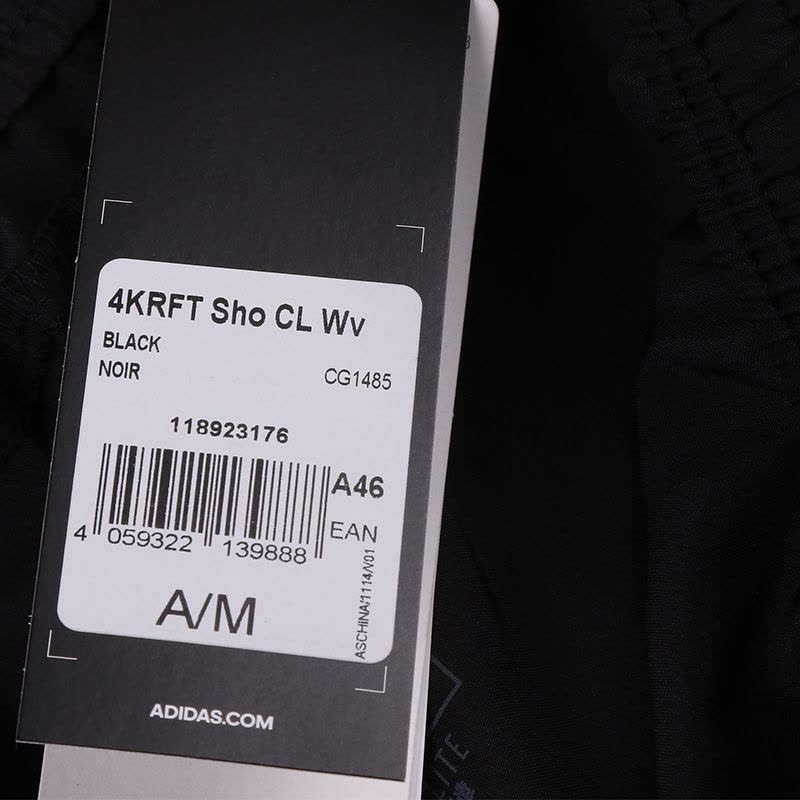 4KRFT Sho CL Wv
BLACK
NOIR CG1485
118923176
A46
EAN
4 059322 139888
ASCHINA/1114/V01
A/M
ADIDAS.COM